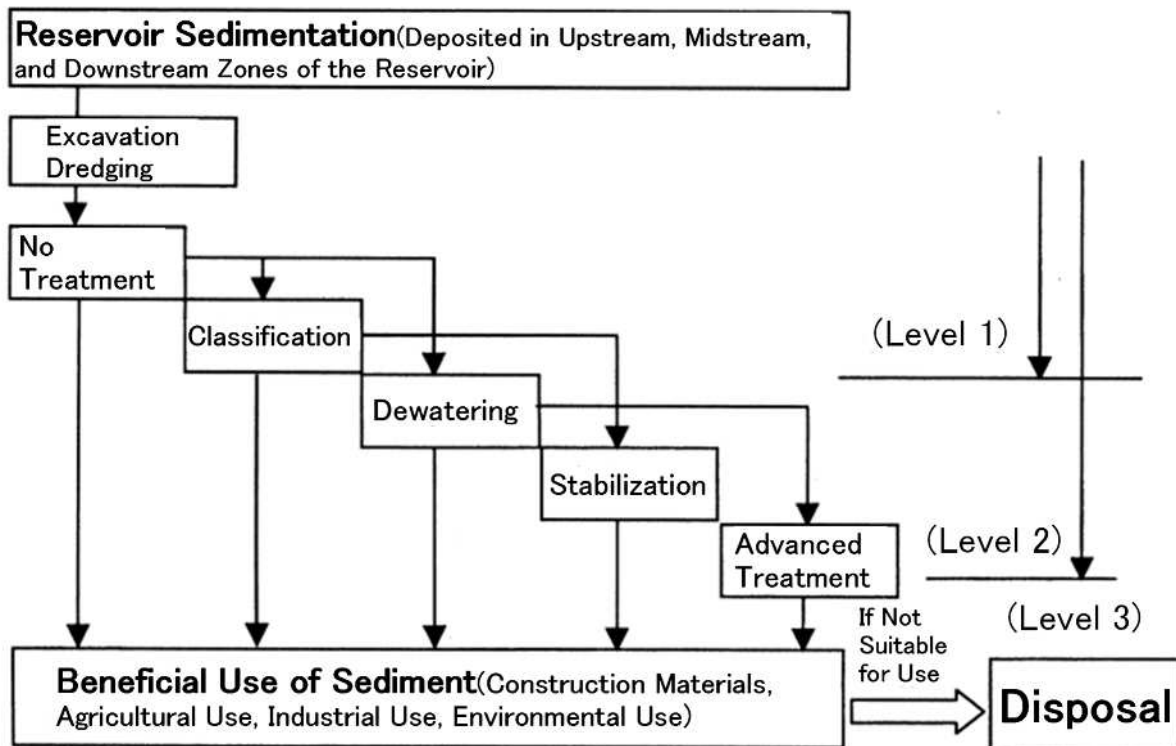 Reservoir Sedimentation(Deposited in Upstream, Midstream,
and Downstream Zones of the Reservoir)
Excavation
Dredging
No
Treatment
Classification
(Level 1)
Dewatering
Stabilization
Advanced
Treatment
(Level 2)
If Not
Suitable
for Use
(Level 3)
Beneficial Use of Sediment(Construction Materials,
Agricultural Use, Industrial Use, Environmental Use)
Disposal